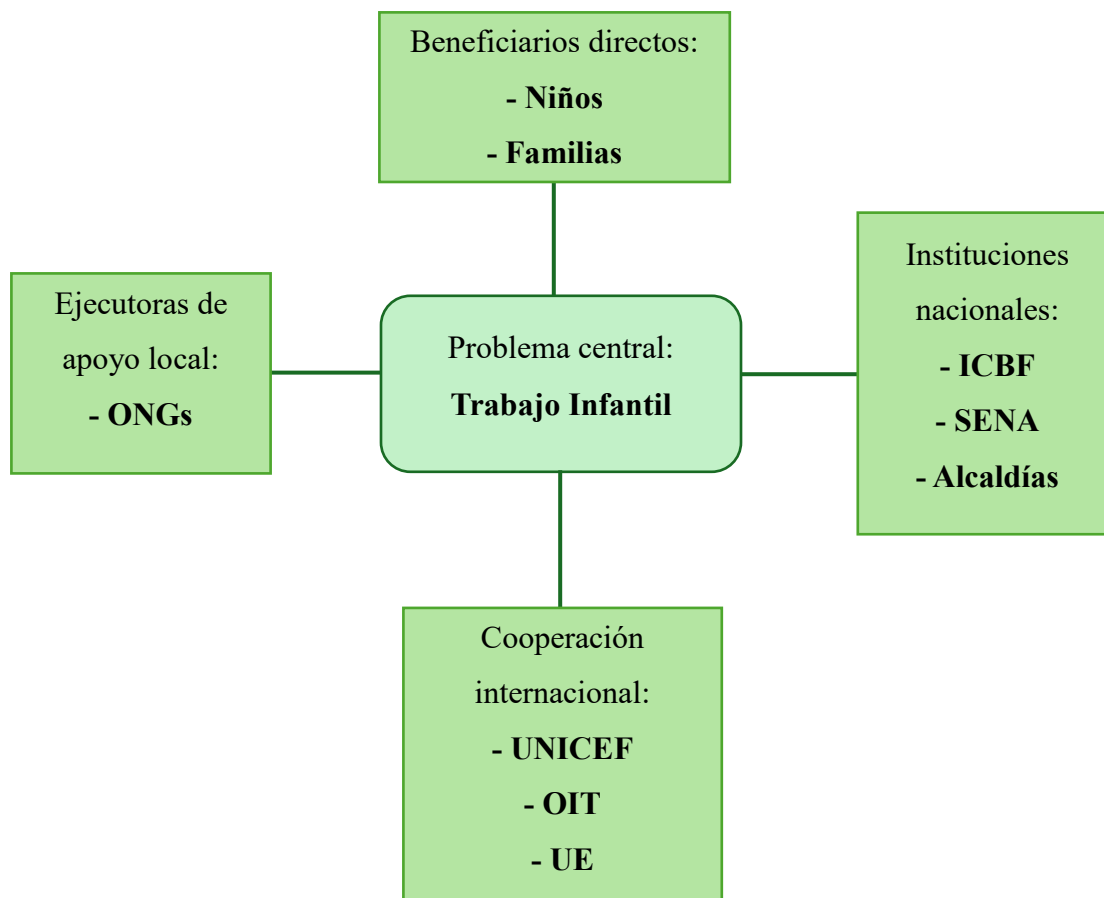 Beneficiarios directos:
- Niños
- Familias
Instituciones
nacionales:
- ICBF
- SENA
- Alcaldías
Ejecutoras de
apoyo local:
- ONGs
Problema central:
Trabajo Infantil
Cooperación
internacional:
- UNICEF
- OIT
- UE